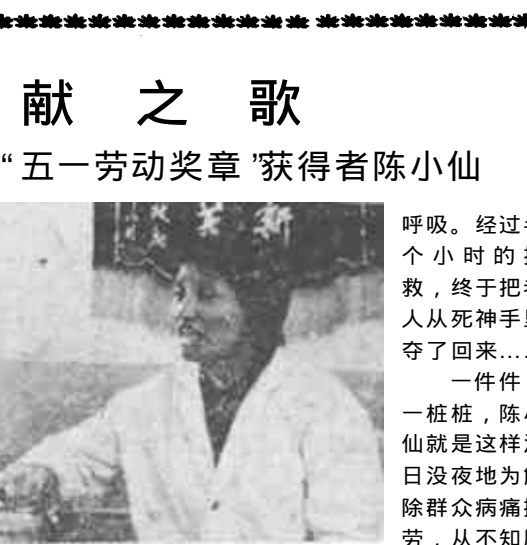 献之歌
“五一劳动奖章”获得者陈小仙
呼吸。经过
个小时的
救，终于把
人从死神手
夺了回来…
一件件
一桩桩，陈
仙就是这样
日没夜地为
除群众病痛
劳，从不知